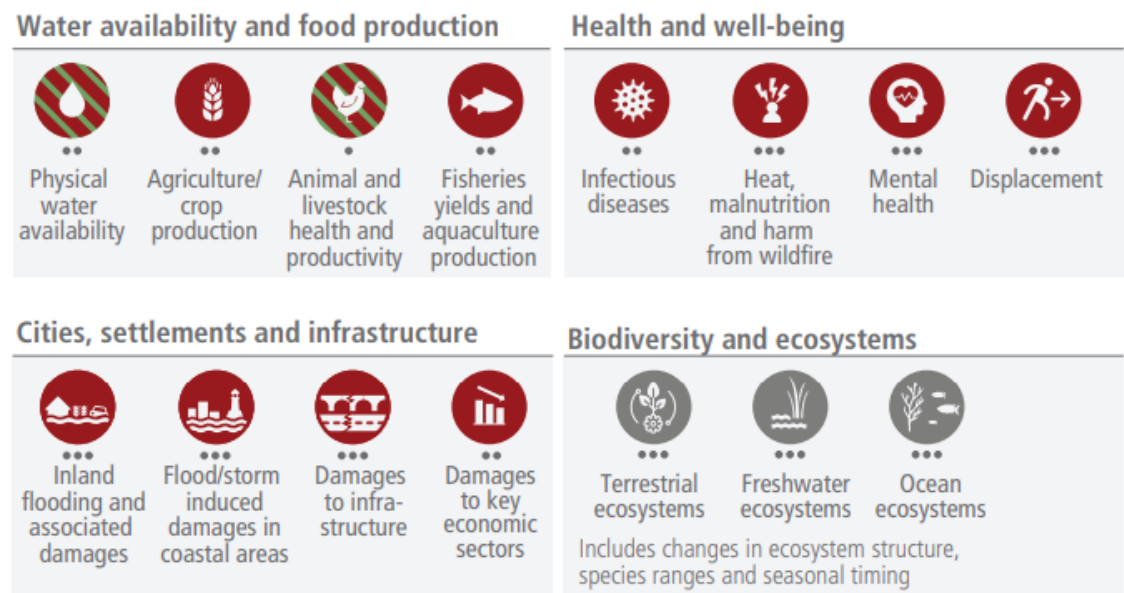 Water availability and food production
Physical
water
availability
Agriculture/
crop
production
Animal and
livestock
health and
productivity
Fisheries
yields and
aquaculture
production
Health and well-being
Infectious
diseases
Heat,
malnutrition
and harm
from wildfire
Mental
health
Displacement
Cities, settlements and infrastructure
Inland
flooding and
associated
damages
Flood/storm
induced
damages in
coastal areas
Damages
to infra-
structure
Damages
to key
economic
sectors
Biodiversity and ecosystems
Terrestrial
ecosystems
Freshwater
ecosystems
Ocean
ecosystems
Includes changes in ecosystem structure,
species ranges and seasonal timing